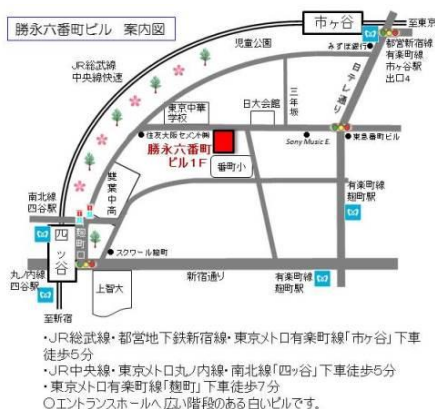 勝永六番町ビル 案内図
市ヶ谷
至東京
児童公園
みずほ銀行
都営新宿線
有楽町線
市ヶ谷駅
出口4
JR総武線
中央線快速
日テレ通り
三年坂
東京中華
学校
日大会館
住友大阪セメント㈱
Sony Music E.
東急番町ビル
勝永六番町
ビル1F
番町小
雙葉中高
有楽町線
麹町駅
南北線
四谷駅
麹町口
四ッ谷
スクワール麹町
丸ノ内線
四谷駅
新宿通り
有楽町線
麹町駅
上智大
至新宿
・JR総武線・都営地下鉄新宿線・東京メトロ有楽町線「市ヶ谷」下車
徒歩5分
・JR中央線・東京メトロ丸ノ内線・南北線「四ッ谷」下車徒歩5分
・東京メトロ有楽町線「麹町」下車徒歩7分
○エントランスホールへ広い階段のある白いビルです。